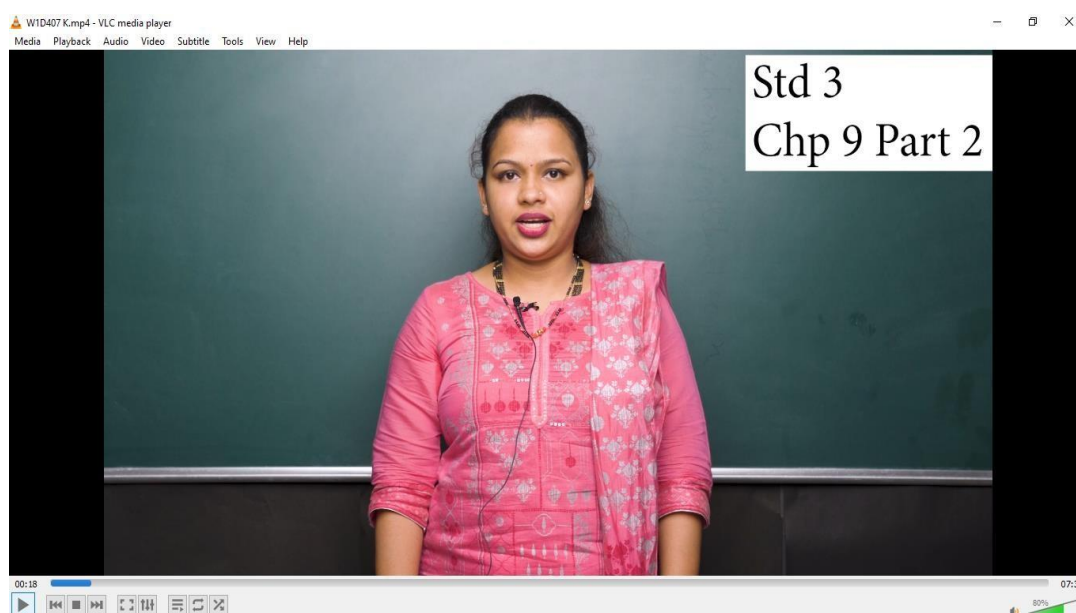 W1D407 K.mp4 - VLC media player
Media Playback Audio Video Subtitle Tools View Help
Std 3
Chp 9 Part 2
00:18
80%